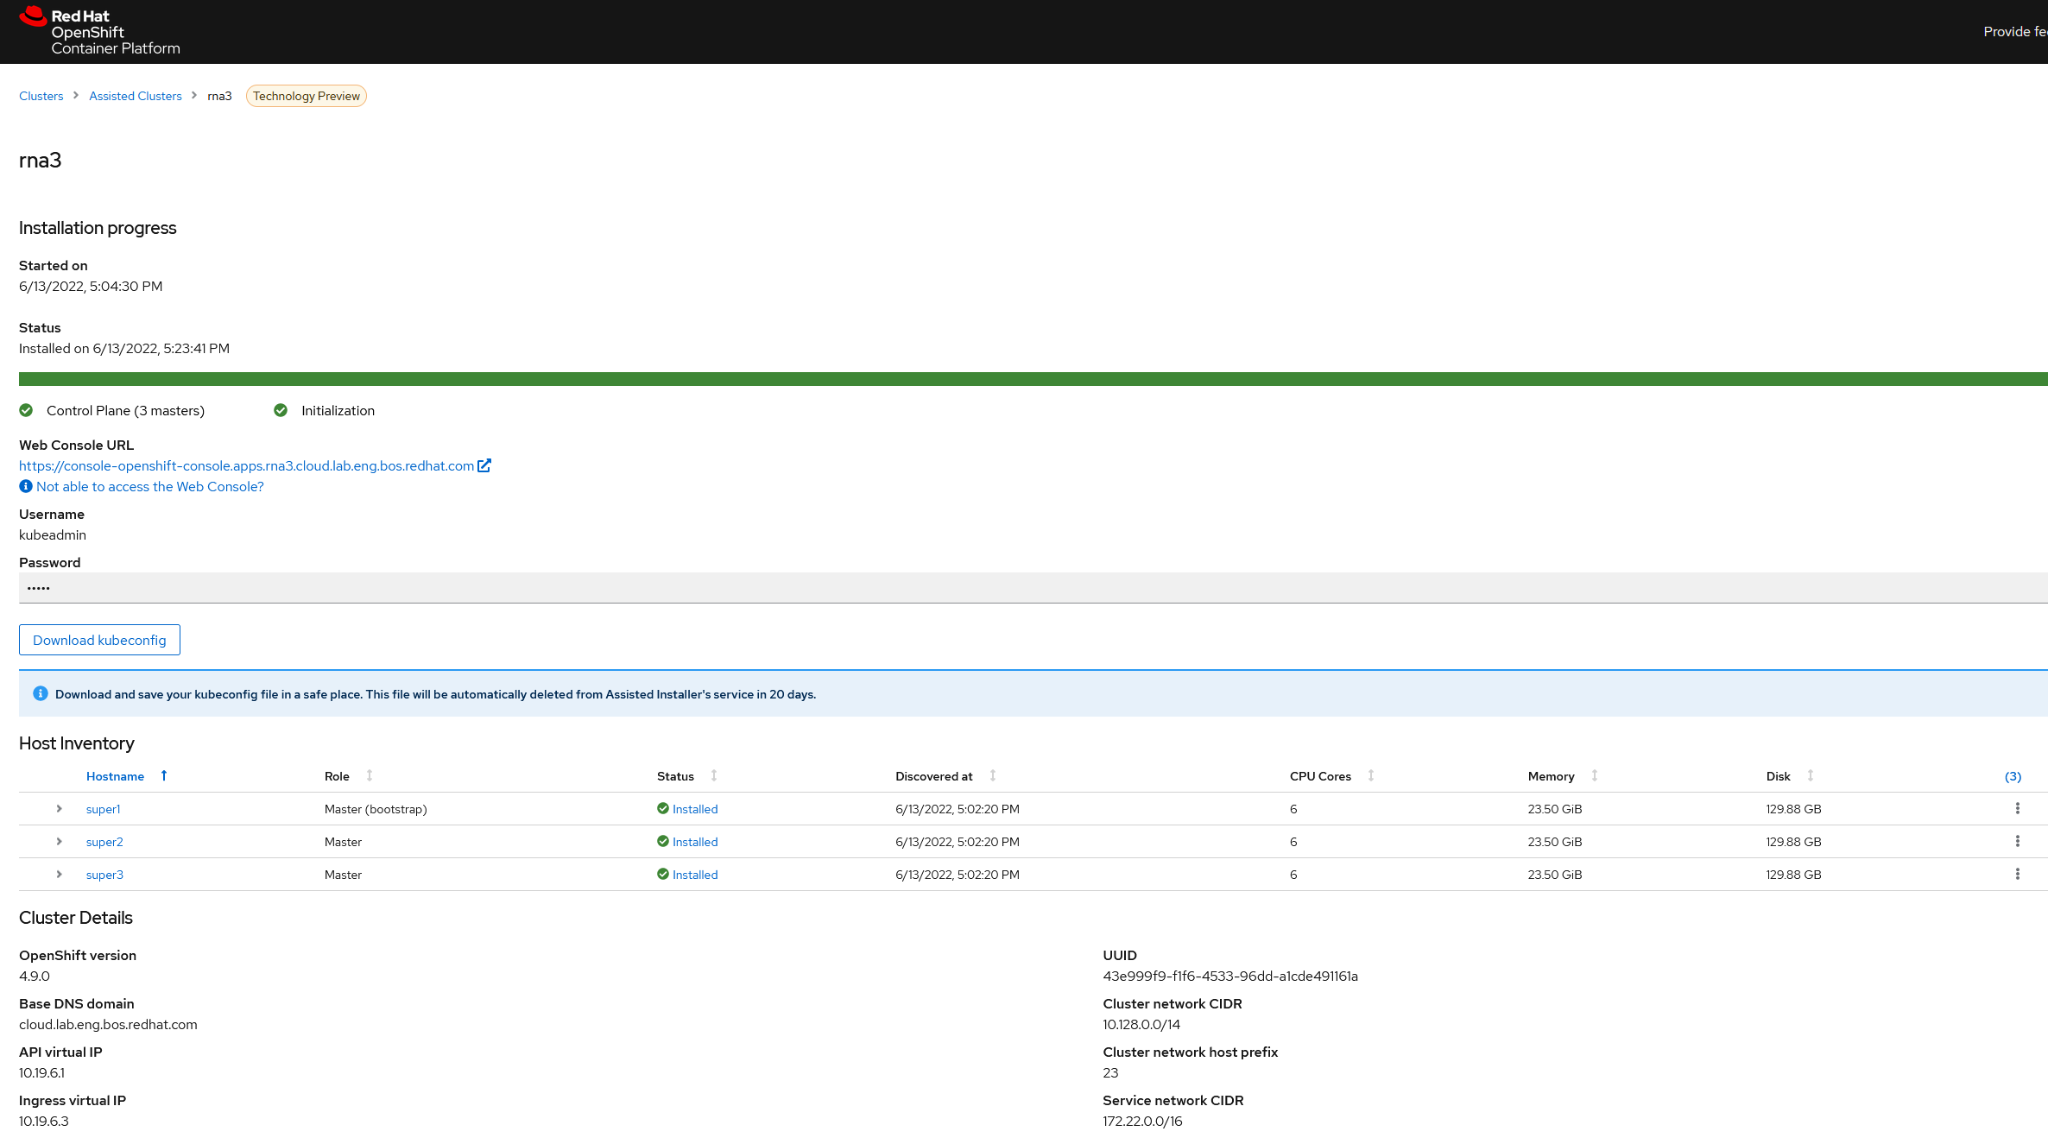 Red Hat
OpenShift
Container Platform
Provide fe
Clusters > Assisted Clusters > rna3 Technology Preview
rna3
Installation progress
Started on
6/13/2022, 5:04:30 PM
Status
Installed on 6/13/2022, 5:23:41 PM
Control Plane (3 masters) Initialization
Web Console URL
https://console-openshift-console.apps.rna3.cloud.lab.eng.bos.redhat.com
Not able to access the Web Console?
Username
kubeadmin
Password
•••••
Download kubeconfig
Download and save your kubeconfig file in a safe place. This file will be automatically deleted from Assisted Installer's service in 20 days.
Host Inventory
Hostname Role Status Discovered at CPU Cores Memory Disk (3)
super1 Master (bootstrap) Installed 6/13/2022, 5:02:20 PM 6 23.50 GiB 129.88 GB
super2 Master Installed 6/13/2022, 5:02:20 PM 6 23.50 GiB 129.88 GB
super3 Master Installed 6/13/2022, 5:02:20 PM 6 23.50 GiB 129.88 GB
Cluster Details
OpenShift version
4.9.0
Base DNS domain
cloud.lab.eng.bos.redhat.com
API virtual IP
10.19.6.1
Ingress virtual IP
10.19.6.3
UUID
43e999f9-f1f6-4533-96dd-a1cde491161a
Cluster network CIDR
10.128.0.0/14
Cluster network host prefix
23
Service network CIDR
172.22.0.0/16